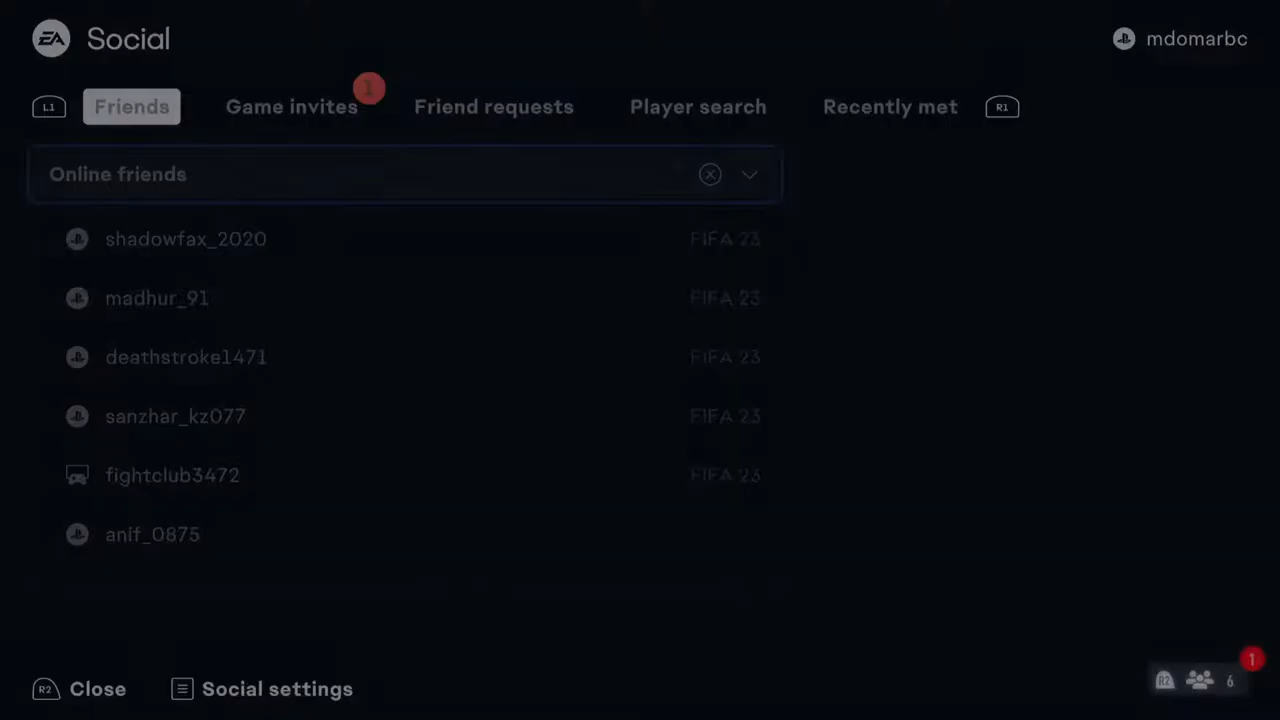 EA Social
mdomarbc
L1 Friends Game invites 1 Friend requests Player search Recently met R1
Online friends
shadowfax_2020 FIFA 23
madhur_91 FIFA 23
deathstroke1471 FIFA 23
sanzhar_kz077 FIFA 23
fightclub3472 FIFA 23
anif_0875
R2 Close Social settings
R2 6 1